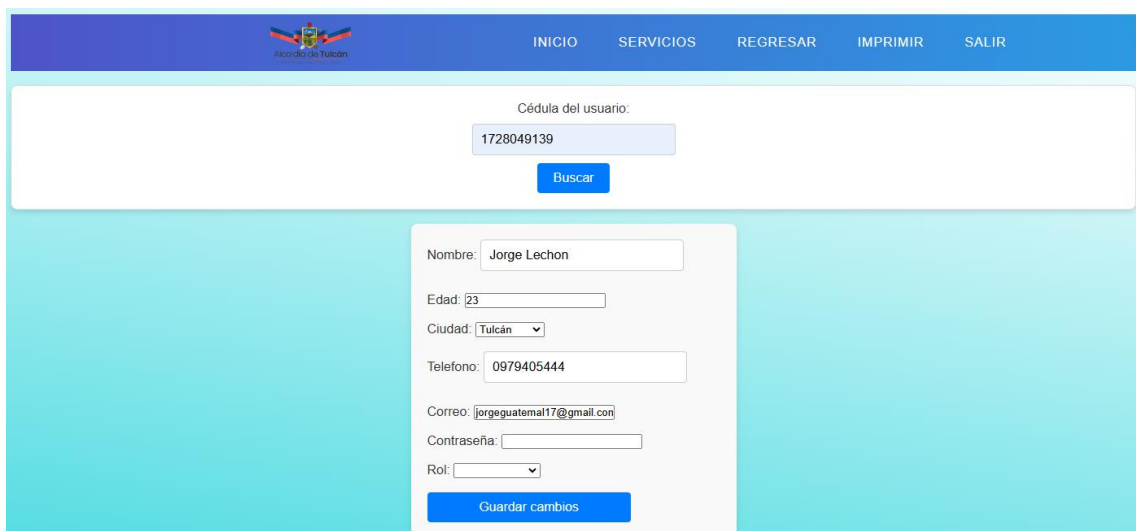 Alcaldía de Tulcán
INICIO SERVICIOS REGRESAR IMPRIMIR SALIR
Cédula del usuario:
1728049139
Buscar
Nombre: Jorge Lechon
Edad: 23
Ciudad: Tulcán
Telefono: 0979405444
Correo: jorgeguatemal17@gmail.con
Contraseña:
Rol:
Guardar cambios